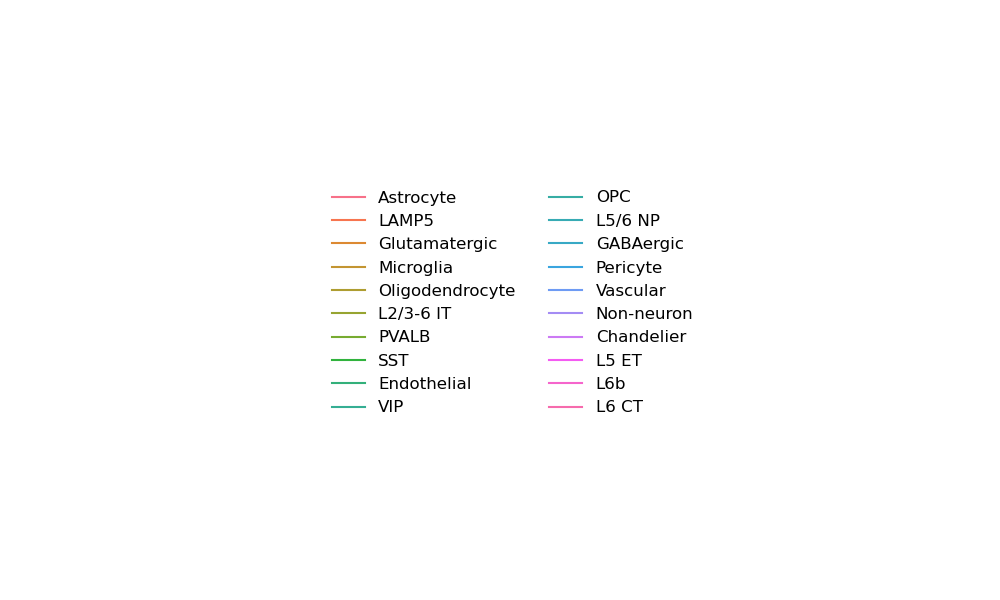 Astrocyte
LAMP5
Glutamatergic
Microglia
Oligodendrocyte
L2/3-6 IT
PVALB
SST
Endothelial
VIP
OPC
L5/6 NP
GABAergic
Pericyte
Vascular
Non-neuron
Chandelier
L5 ET
L6b
L6 CT